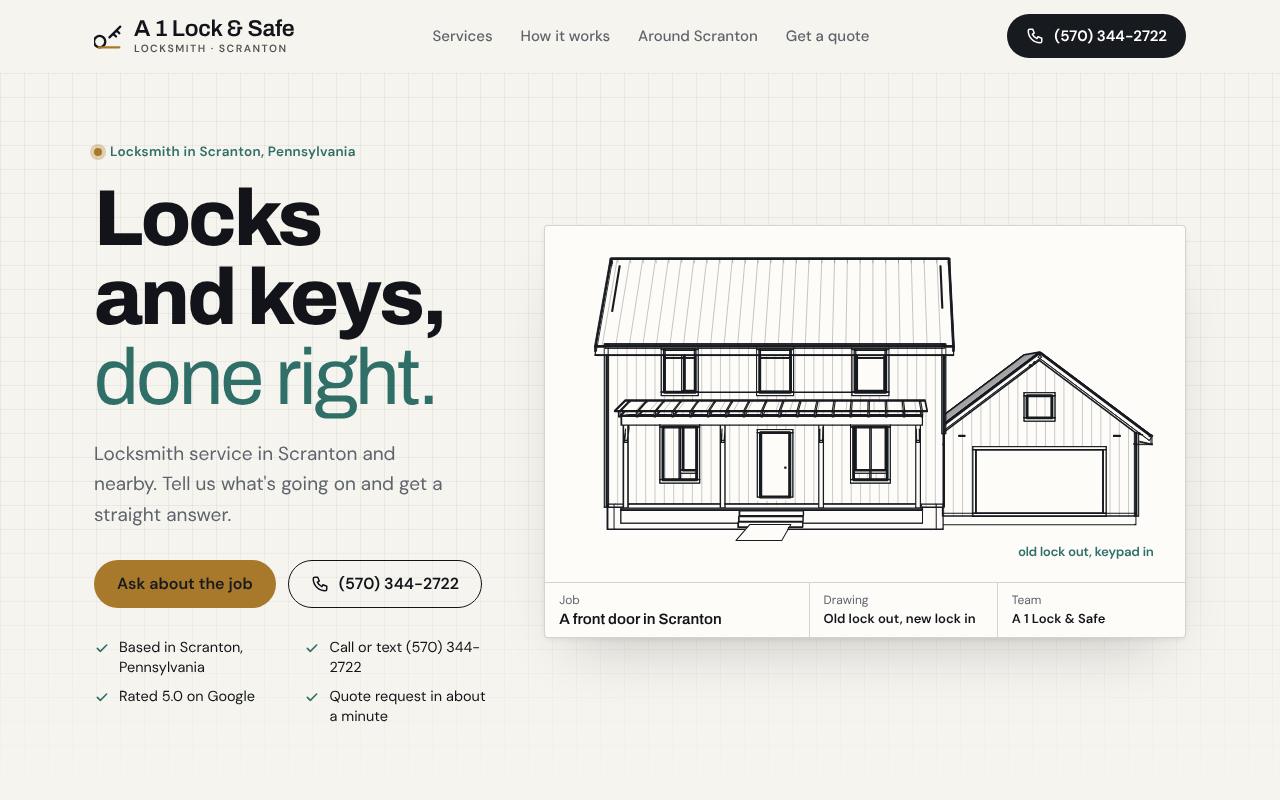 A 1 Lock & Safe
LOCKSMITH · SCRANTON
Services
How it works
Around Scranton
Get a quote
(570) 344-2722
Locksmith in Scranton, Pennsylvania
Locks
and keys,
done right.
Locksmith service in Scranton and
nearby. Tell us what's going on and get a
straight answer.
Ask about the job
(570) 344-2722
Based in Scranton,
Pennsylvania
Call or text (570) 344-
2722
Rated 5.0 on Google
Quote request in about
a minute
old lock out, keypad in
Job
A front door in Scranton
Drawing
Old lock out, new lock in
Team
A 1 Lock & Safe